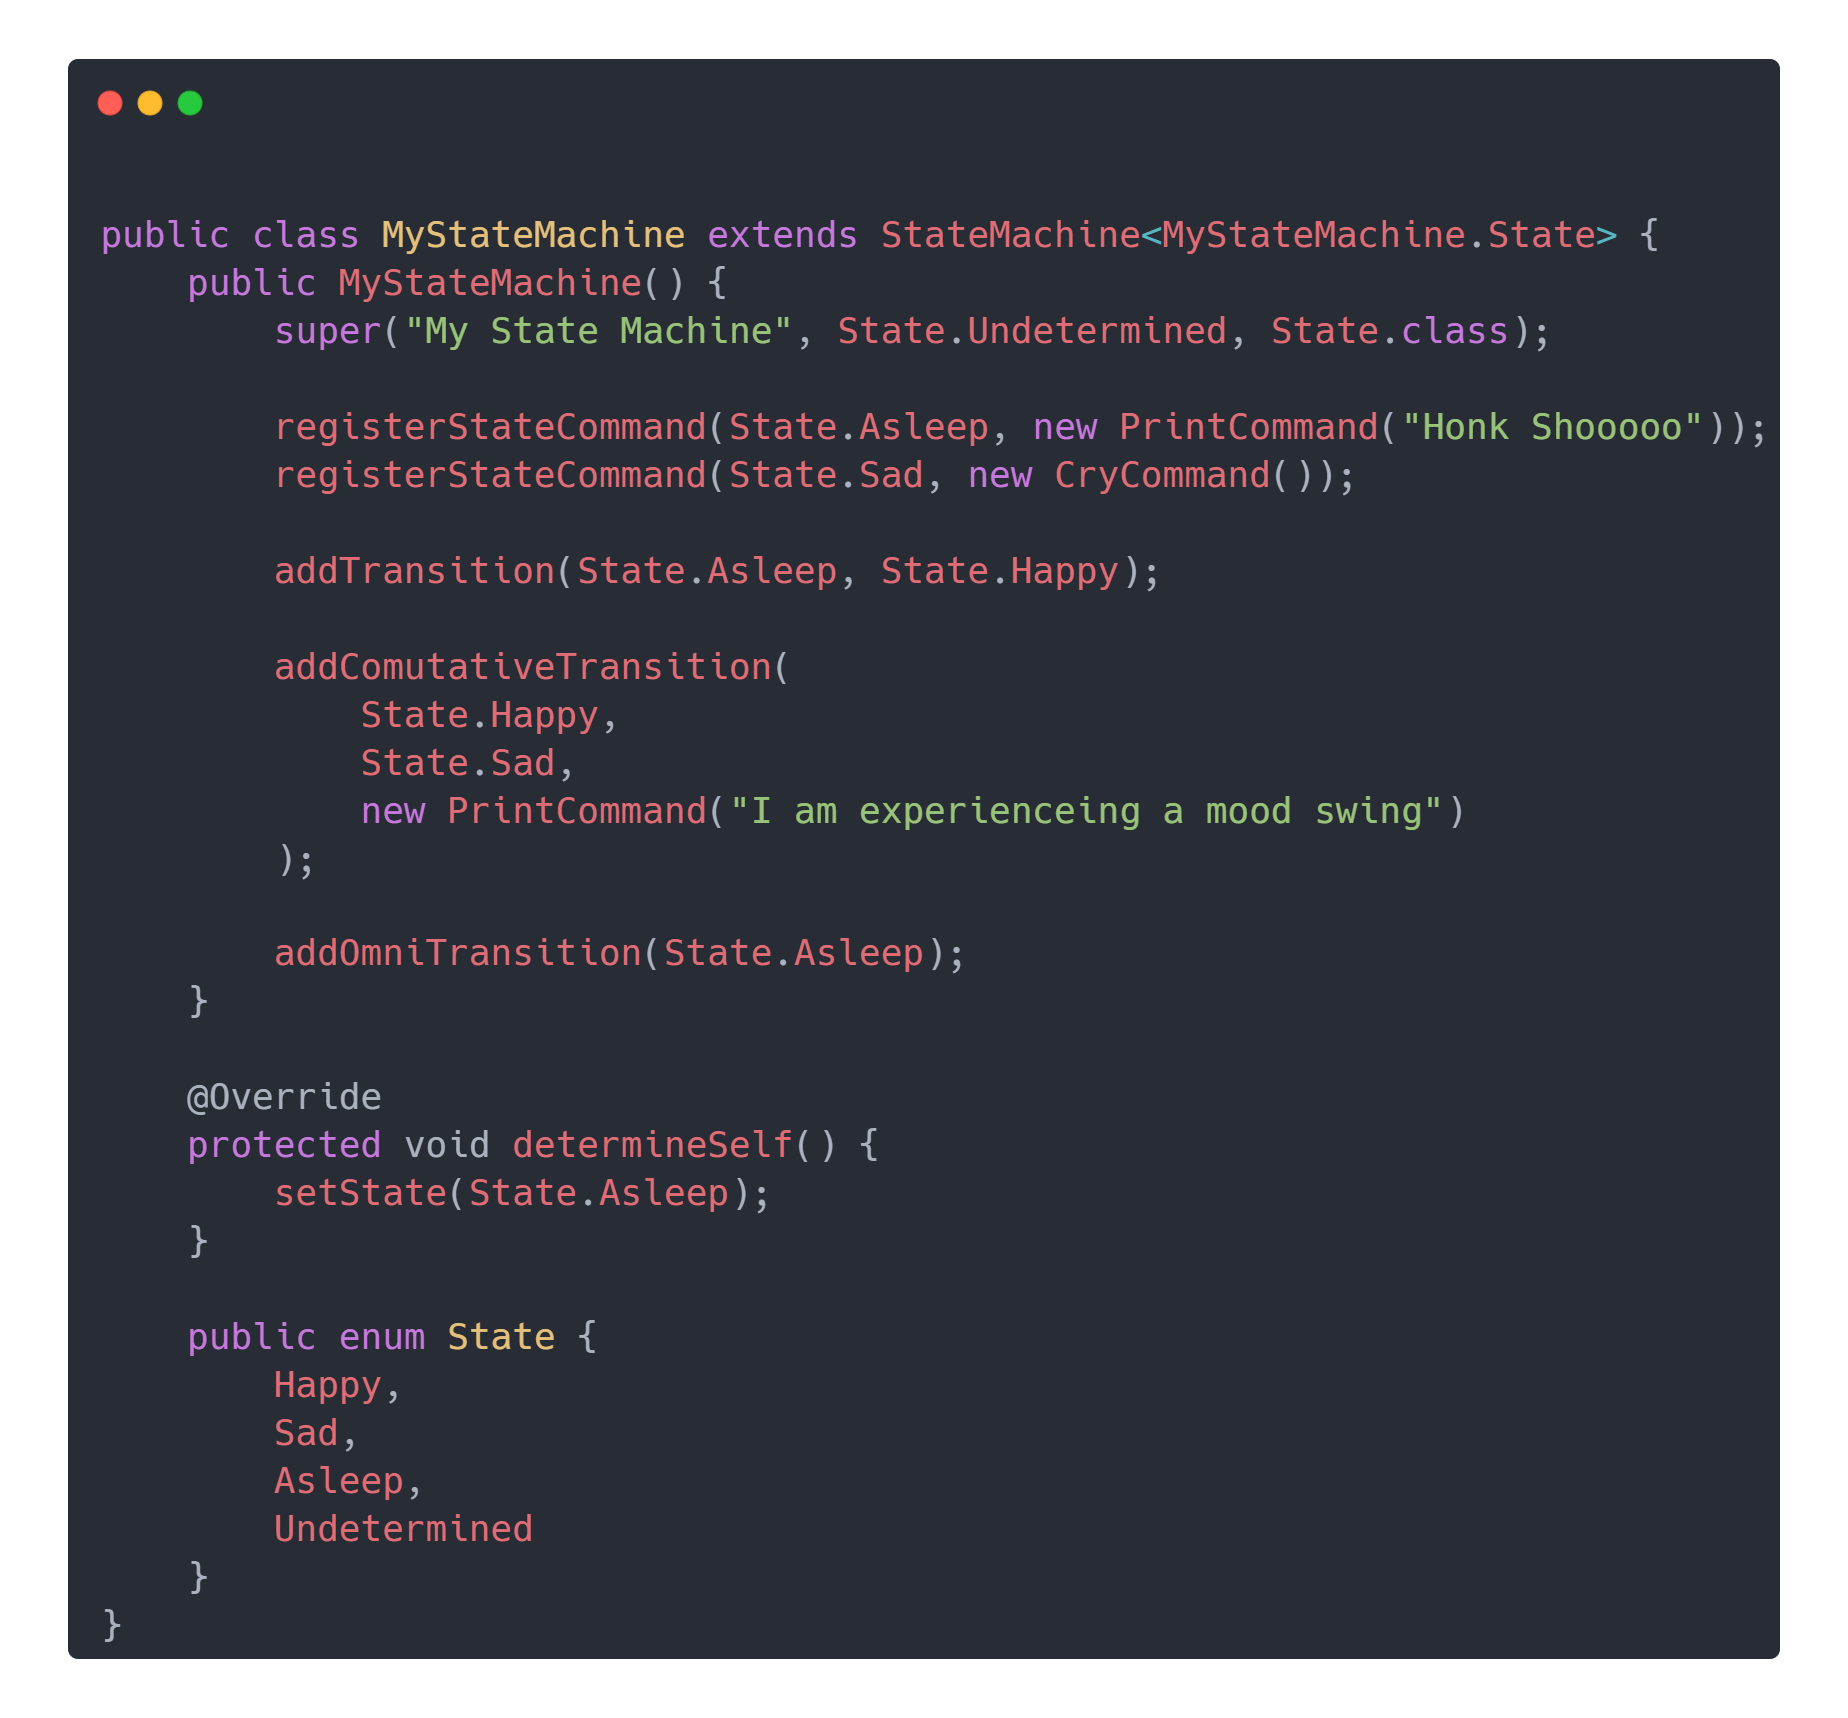 public class MyStateMachine extends StateMachine<MyStateMachine.State> {
    public MyStateMachine() {
        super("My State Machine", State.Undetermined, State.class);

        registerStateCommand(State.Asleep, new PrintCommand("Honk Shooooo"));
        registerStateCommand(State.Sad, new CryCommand());

        addTransition(State.Asleep, State.Happy);

        addComutativeTransition(
            State.Happy,
            State.Sad,
            new PrintCommand("I am experienceing a mood swing")
        );

        addOmniTransition(State.Asleep);
    }

    @Override
    protected void determineSelf() {
        setState(State.Asleep);
    }

    public enum State {
        Happy,
        Sad,
        Asleep,
        Undetermined
    }
}